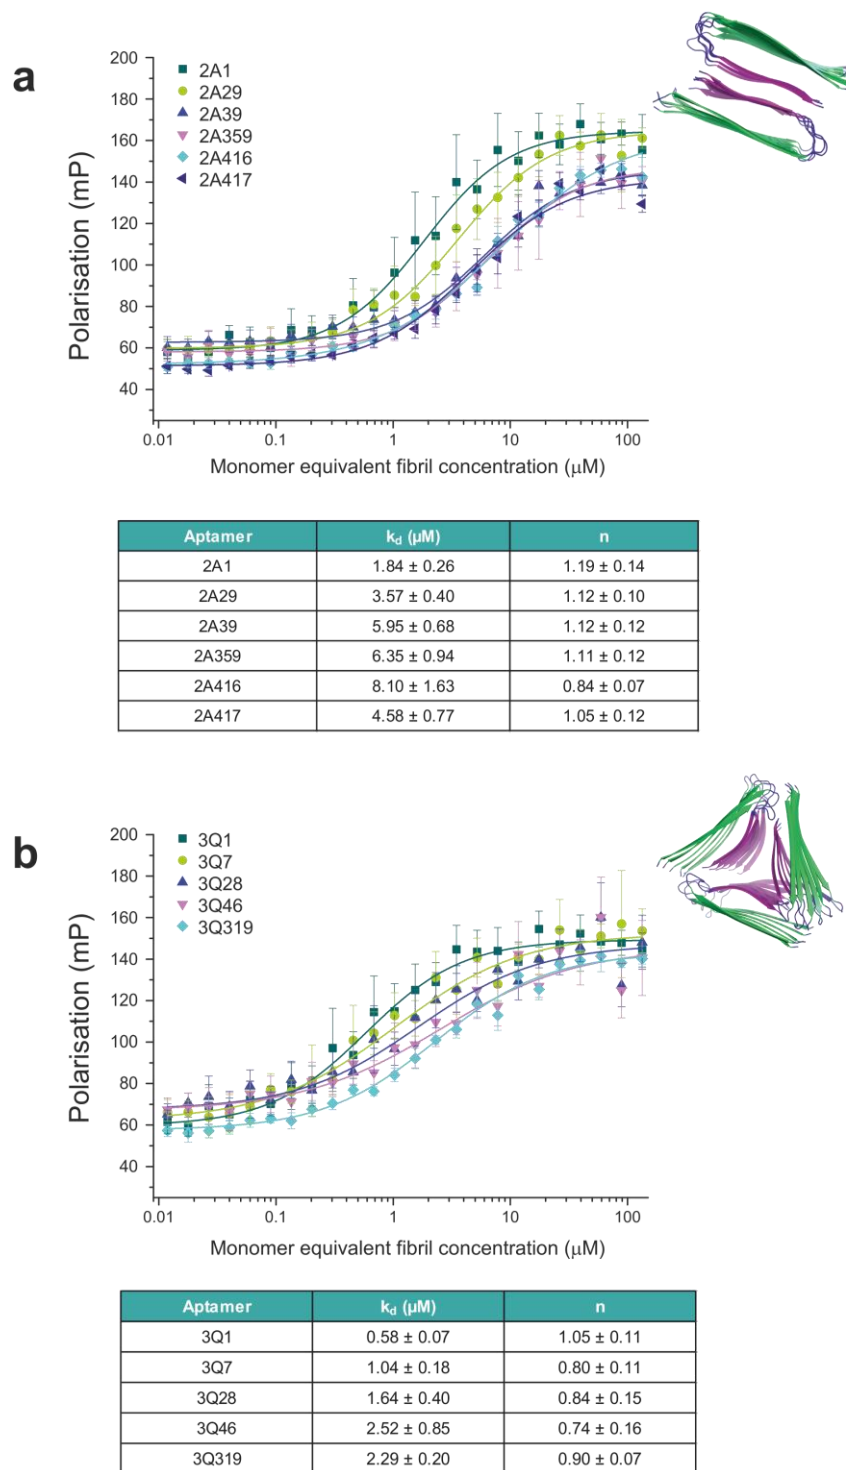 a
200
180
160
140
120
100
80
60
40
Polarisation (mP)
2A1
2A29
2A39
2A359
2A416
2A417
0.01 0.1 1 10 100
Monomer equivalent fibril concentration (µM)
Aptamer kd (µM) n
2A1 1.84 ± 0.26 1.19 ± 0.14
2A29 3.57 ± 0.40 1.12 ± 0.10
2A39 5.95 ± 0.68 1.12 ± 0.12
2A359 6.35 ± 0.94 1.11 ± 0.12
2A416 8.10 ± 1.63 0.84 ± 0.07
2A417 4.58 ± 0.77 1.05 ± 0.12
b
200
180
160
140
120
100
80
60
40
Polarisation (mP)
3Q1
3Q7
3Q28
3Q46
3Q319
0.01 0.1 1 10 100
Monomer equivalent fibril concentration (µM)
Aptamer kd (µM) n
3Q1 0.58 ± 0.07 1.05 ± 0.11
3Q7 1.04 ± 0.18 0.80 ± 0.11
3Q28 1.64 ± 0.40 0.84 ± 0.15
3Q46 2.52 ± 0.85 0.74 ± 0.16
3Q319 2.29 ± 0.20 0.90 ± 0.07